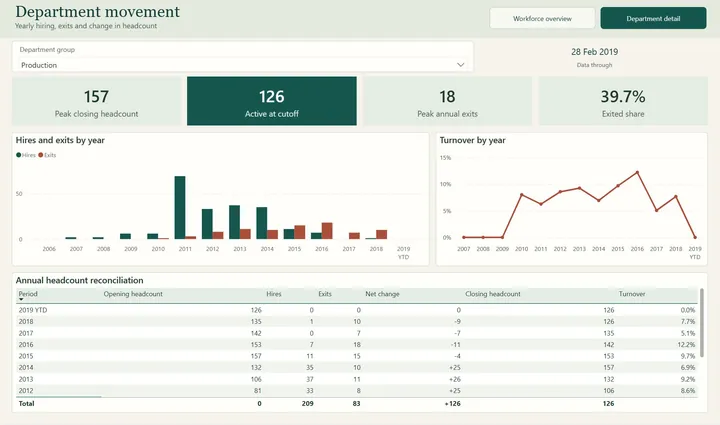 Department movement
Yearly hiring, exits and change in headcount
Workforce overview
Department detail
Department group
Production
28 Feb 2019
Data through
157
Peak closing headcount
126
Active at cutoff
18
Peak annual exits
39.7%
Exited share
Hires and exits by year
Hires Exits
50
0
2006 2007 2008 2009 2010 2011 2012 2013 2014 2015 2016 2017 2018 2019
YTD
Turnover by year
15%
10%
5%
0%
2007 2008 2009 2010 2011 2012 2013 2014 2015 2016 2017 2018 2019
YTD
Annual headcount reconciliation
Period Opening headcount Hires Exits Net change Closing headcount Turnover
2019 YTD 126 0 0 0 126 0.0%
2018 135 1 10 -9 126 7.7%
2017 142 0 7 -7 135 5.1%
2016 153 7 18 -11 142 12.2%
2015 157 11 15 -4 153 9.7%
2014 132 35 10 +25 157 6.9%
2013 106 37 11 +26 132 9.2%
2012 81 33 8 +25 106 8.6%
Total 0 209 83 +126 126